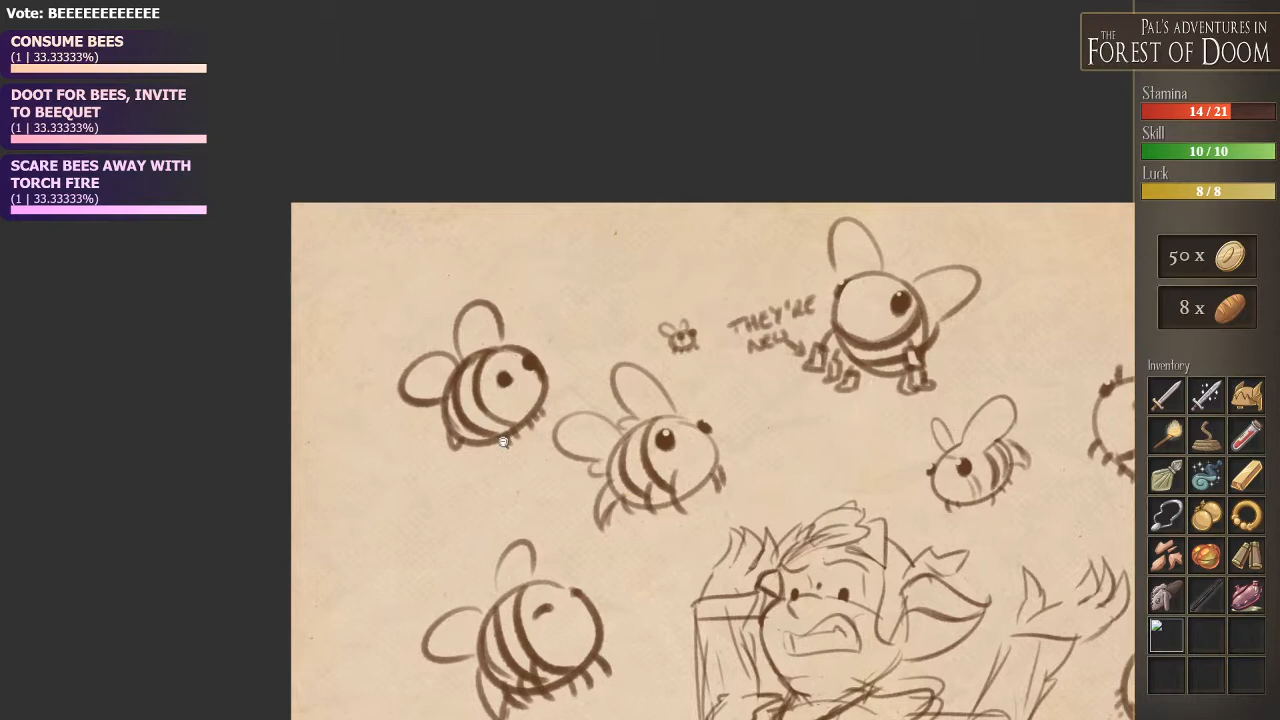 Vote: BEEEEEEEEEEEE
CONSUME BEES
(1 | 33.33333%)
DOOT FOR BEES, INVITE
TO BEEQUET
(1 | 33.33333%)
SCARE BEES AWAY WITH
TORCH FIRE
(1 | 33.33333%)
THEY'RE
NEW
PAL'S ADVENTURES IN
THE FOREST OF DOOM
Stamina
14 / 21
Skill
10 / 10
Luck
8 / 8
50 x
8 x
Inventory